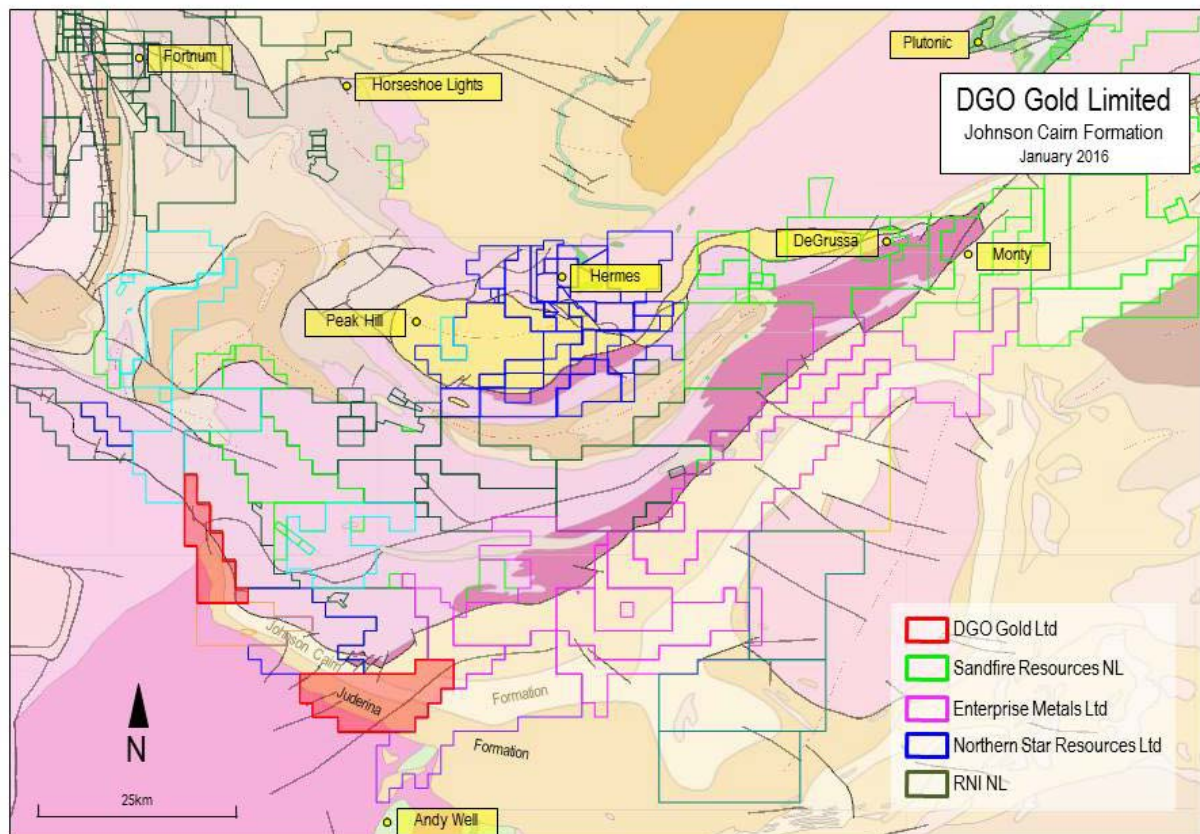 Fortnum
Plutonic
Horseshoe Lights
DGO Gold Limited
Johnson Cairn Formation
January 2016
DeGrussa
Monty
Hermes
Peak Hill
Johnson Cairn
Juderina
Formation
Formation
DGO Gold Ltd
Sandfire Resources NL
Enterprise Metals Ltd
Northern Star Resources Ltd
RNI NL
N
25km
Andy Well